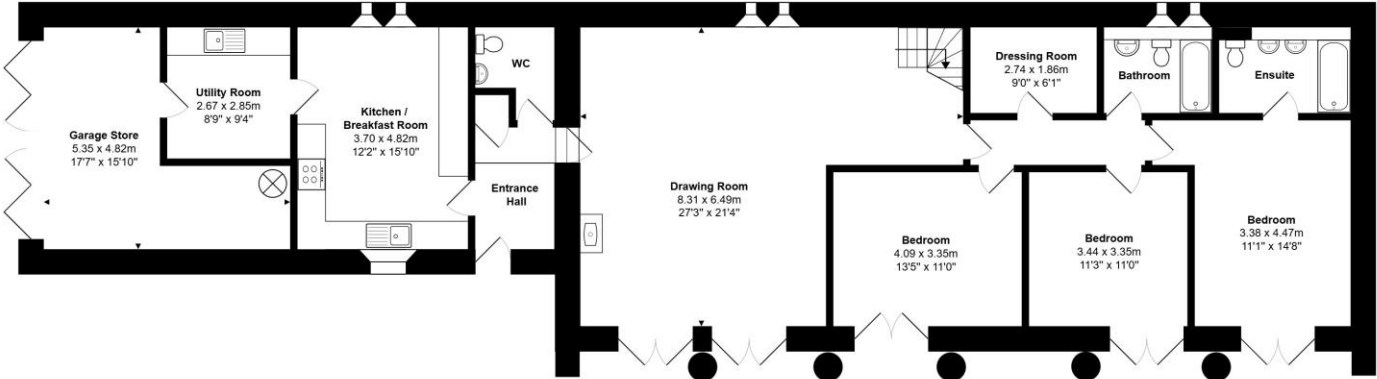 Garage Store
5.35 x 4.82m
17'7" x 15'10"
Utility Room
2.67 x 2.85m
8'9" x 9'4"
Kitchen /
Breakfast Room
3.70 x 4.82m
12'2" x 15'10"
WC
Entrance
Hall
Drawing Room
8.31 x 6.49m
27'3" x 21'4"
Dressing Room
2.74 x 1.86m
9'0" x 6'1"
Bathroom
Ensuite
Bedroom
4.09 x 3.35m
13'5" x 11'0"
Bedroom
3.44 x 3.35m
11'3" x 11'0"
Bedroom
3.38 x 4.47m
11'1" x 14'8"